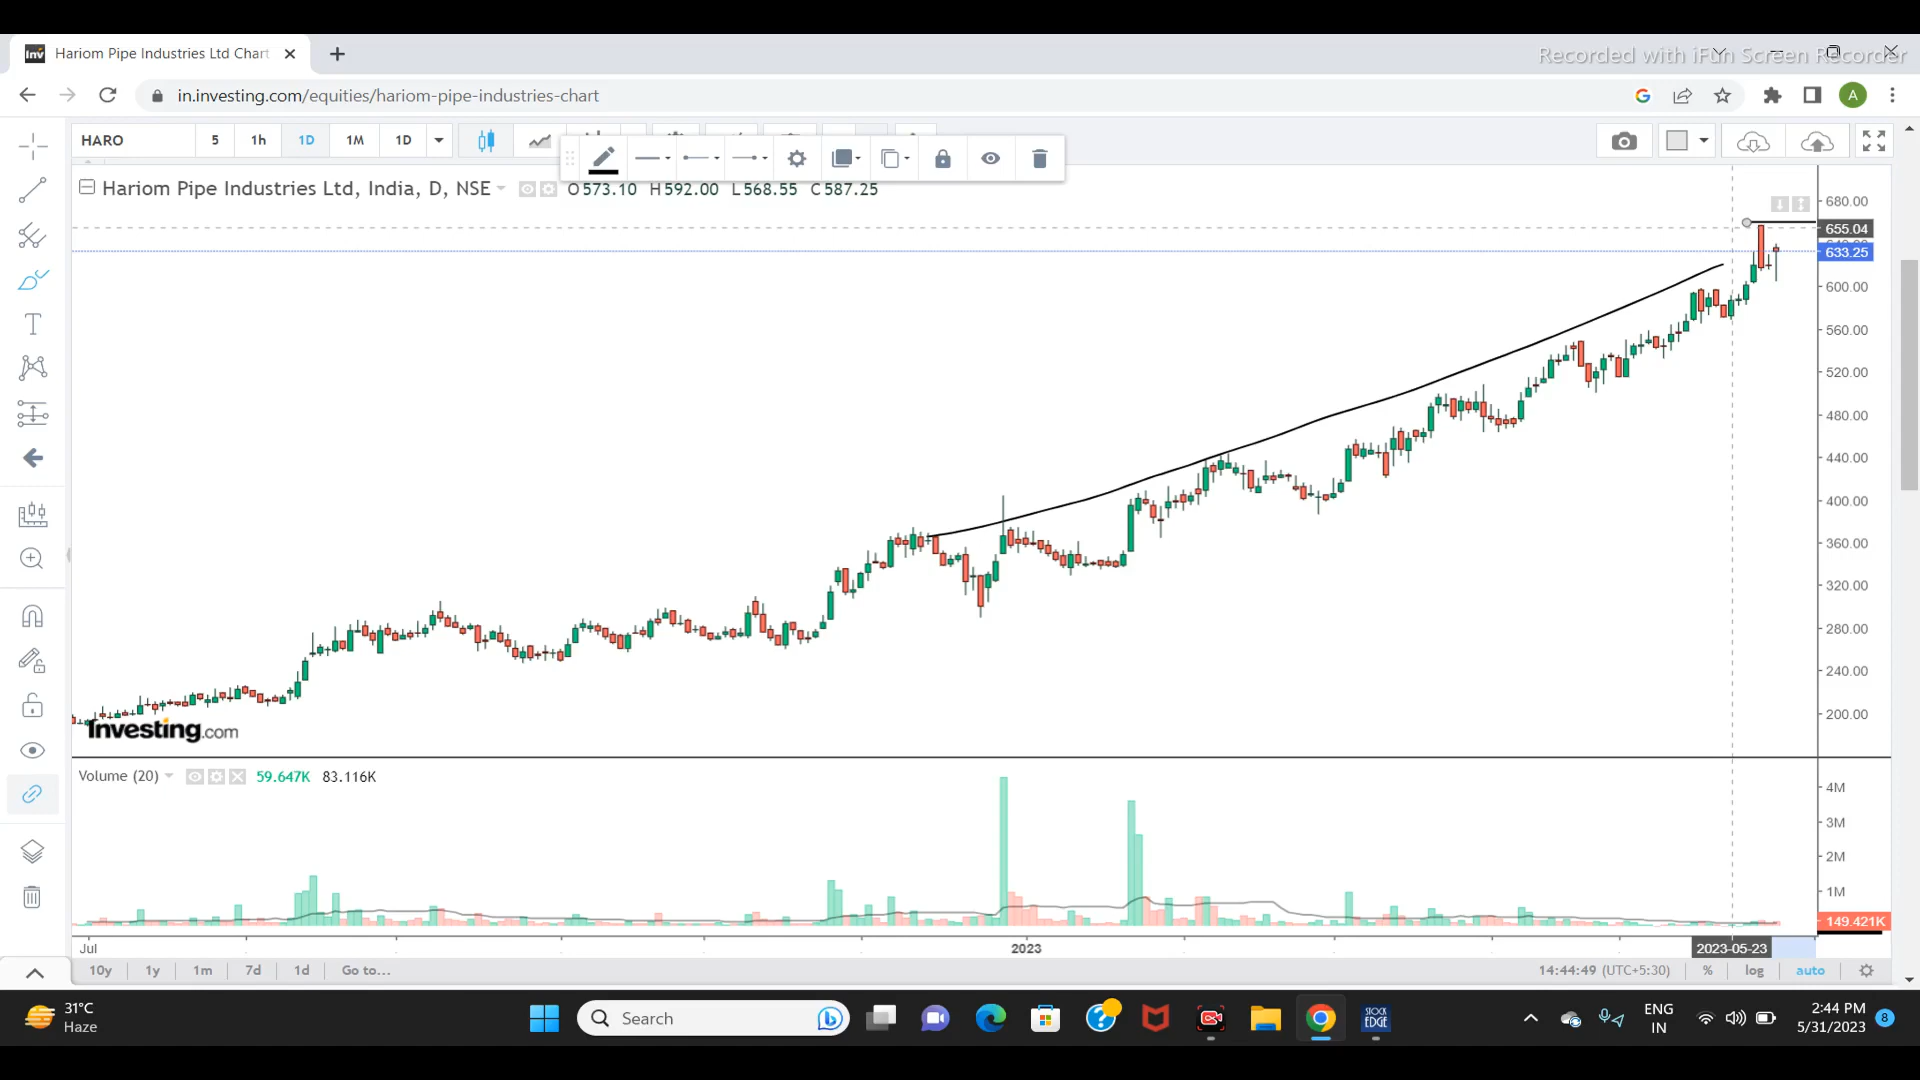 Hariom Pipe Industries Ltd Chart
Recorded with iFun Screen Recorder
in.investing.com/equities/hariom-pipe-industries-chart
A
HARO 5 1h 1D 1M 1D
Hariom Pipe Industries Ltd, India, D, NSE O573.10 H592.00 L568.55 C587.25
680.00
655.04
633.25
600.00
560.00
520.00
480.00
440.00
400.00
360.00
320.00
280.00
240.00
200.00
Investing.com
Volume (20) 59.647K 83.116K
4M
3M
2M
1M
149.421K
Jul 2023 2023-05-23
10y 1y 1m 7d 1d Go to... 14:44:49 (UTC+5:30) % log auto
31°C
Haze
Search
STOCK
EDGE
ENG
IN
2:44 PM
5/31/2023
8